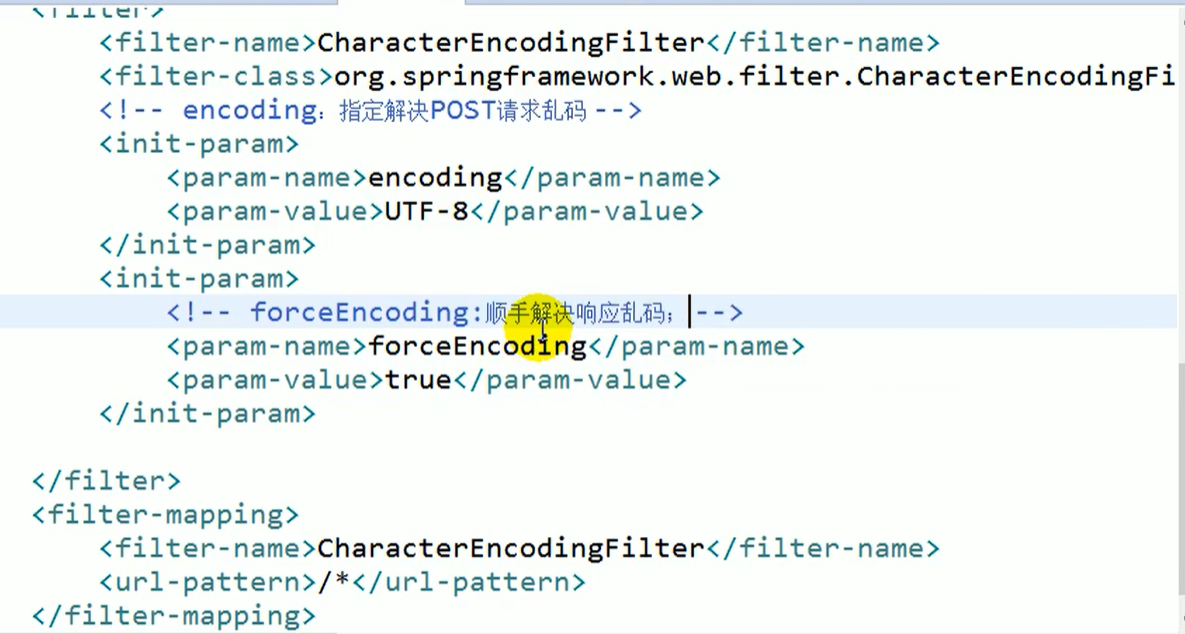 <filter>
<filter-name>CharacterEncodingFilter</filter-name>
<filter-class>org.springframework.web.filter.CharacterEncodingFi
<!-- encoding：指定解决POST请求乱码 -->
<init-param>
<param-name>encoding</param-name>
<param-value>UTF-8</param-value>
</init-param>
<init-param>
<!-- forceEncoding:顺手解决响应乱码； -->
<param-name>forceEncoding</param-name>
<param-value>true</param-value>
</init-param>
</filter>
<filter-mapping>
<filter-name>CharacterEncodingFilter</filter-name>
<url-pattern>/*</url-pattern>
</filter-mapping>